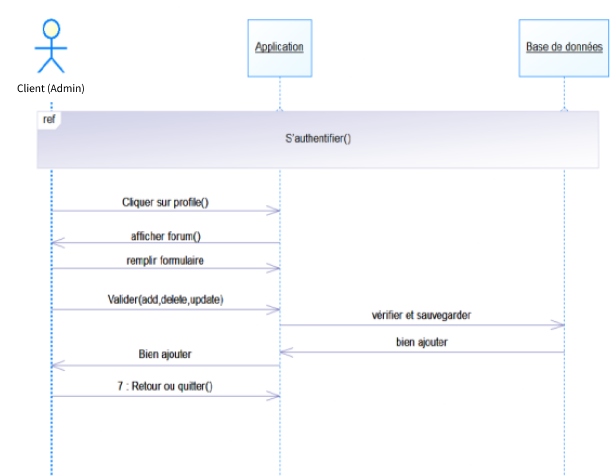 Application
Base de données
Client (Admin)
ref
S'authentifier()
Cliquer sur profile()
afficher forum()
remplir formulaire
Valider(add,delete,update)
vérifier et sauvegarder
bien ajouter
Bien ajouter
7 : Retour ou quitter()